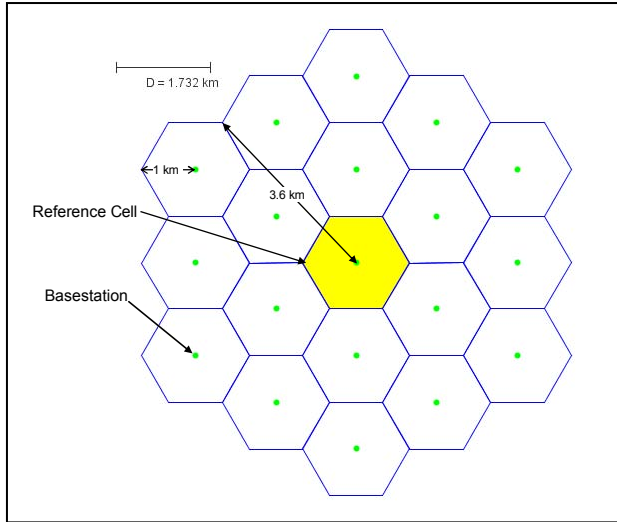 D = 1.732 km
1 km
3.6 km
Reference Cell
Basestation